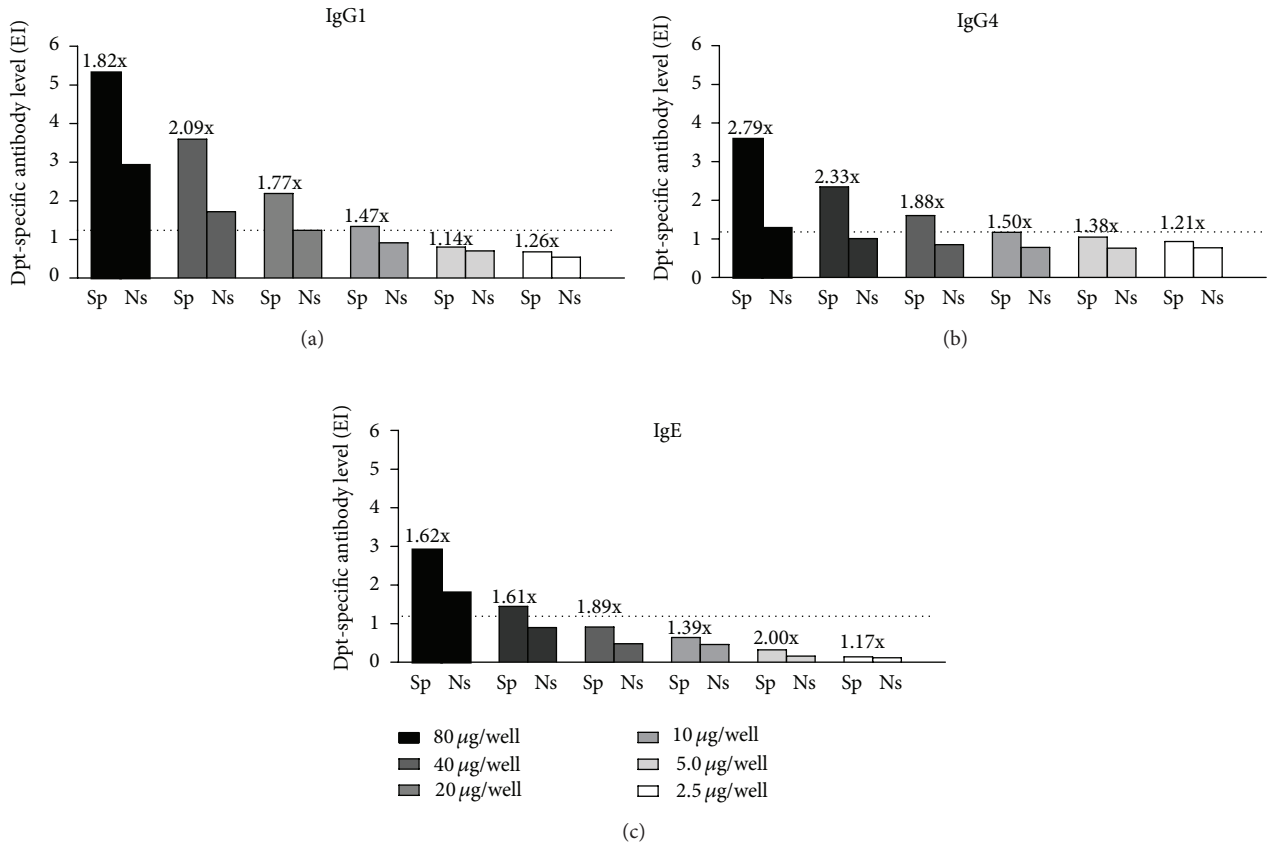 IgG1
Dpt-specific antibody level (EI)
6
5
4
3
2
1
0
1.82x
2.09x
1.77x
1.47x
1.14x
1.26x
Sp Ns Sp Ns Sp Ns Sp Ns Sp Ns Sp Ns
(a)
IgG4
Dpt-specific antibody level (EI)
6
5
4
3
2
1
0
2.79x
2.33x
1.88x
1.50x
1.38x
1.21x
Sp Ns Sp Ns Sp Ns Sp Ns Sp Ns Sp Ns
(b)
IgE
Dpt-specific antibody level (EI)
6
5
4
3
2
1
0
1.62x
1.61x
1.89x
1.39x
2.00x
1.17x
Sp Ns Sp Ns Sp Ns Sp Ns Sp Ns Sp Ns
80 μg/well
40 μg/well
20 μg/well
10 μg/well
5.0 μg/well
2.5 μg/well
(c)